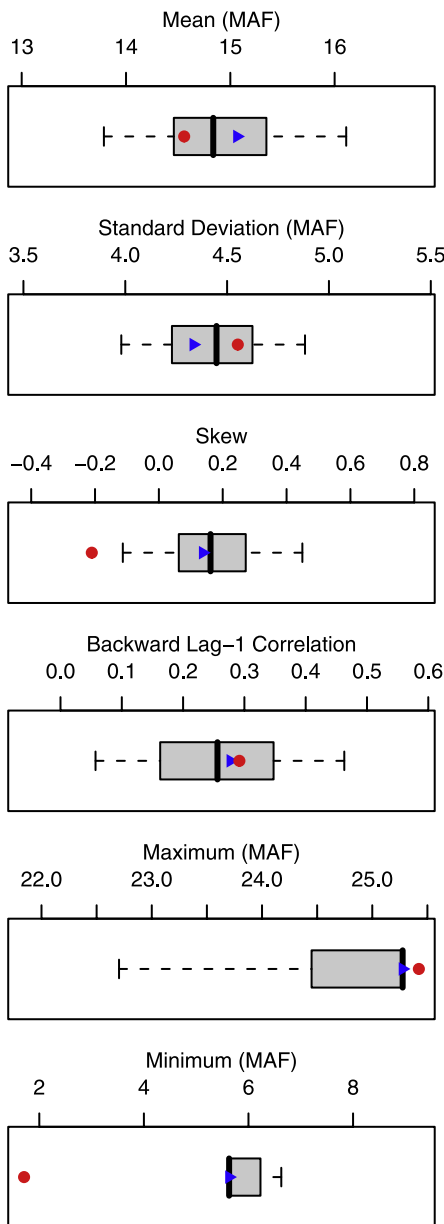 Mean (MAF)
13 14 15 16
Standard Deviation (MAF)
3.5 4.0 4.5 5.0 5.5
Skew
−0.4 −0.2 0.0 0.2 0.4 0.6 0.8
Backward Lag−1 Correlation
0.0 0.1 0.2 0.3 0.4 0.5 0.6
Maximum (MAF)
22.0 23.0 24.0 25.0
Minimum (MAF)
2 4 6 8